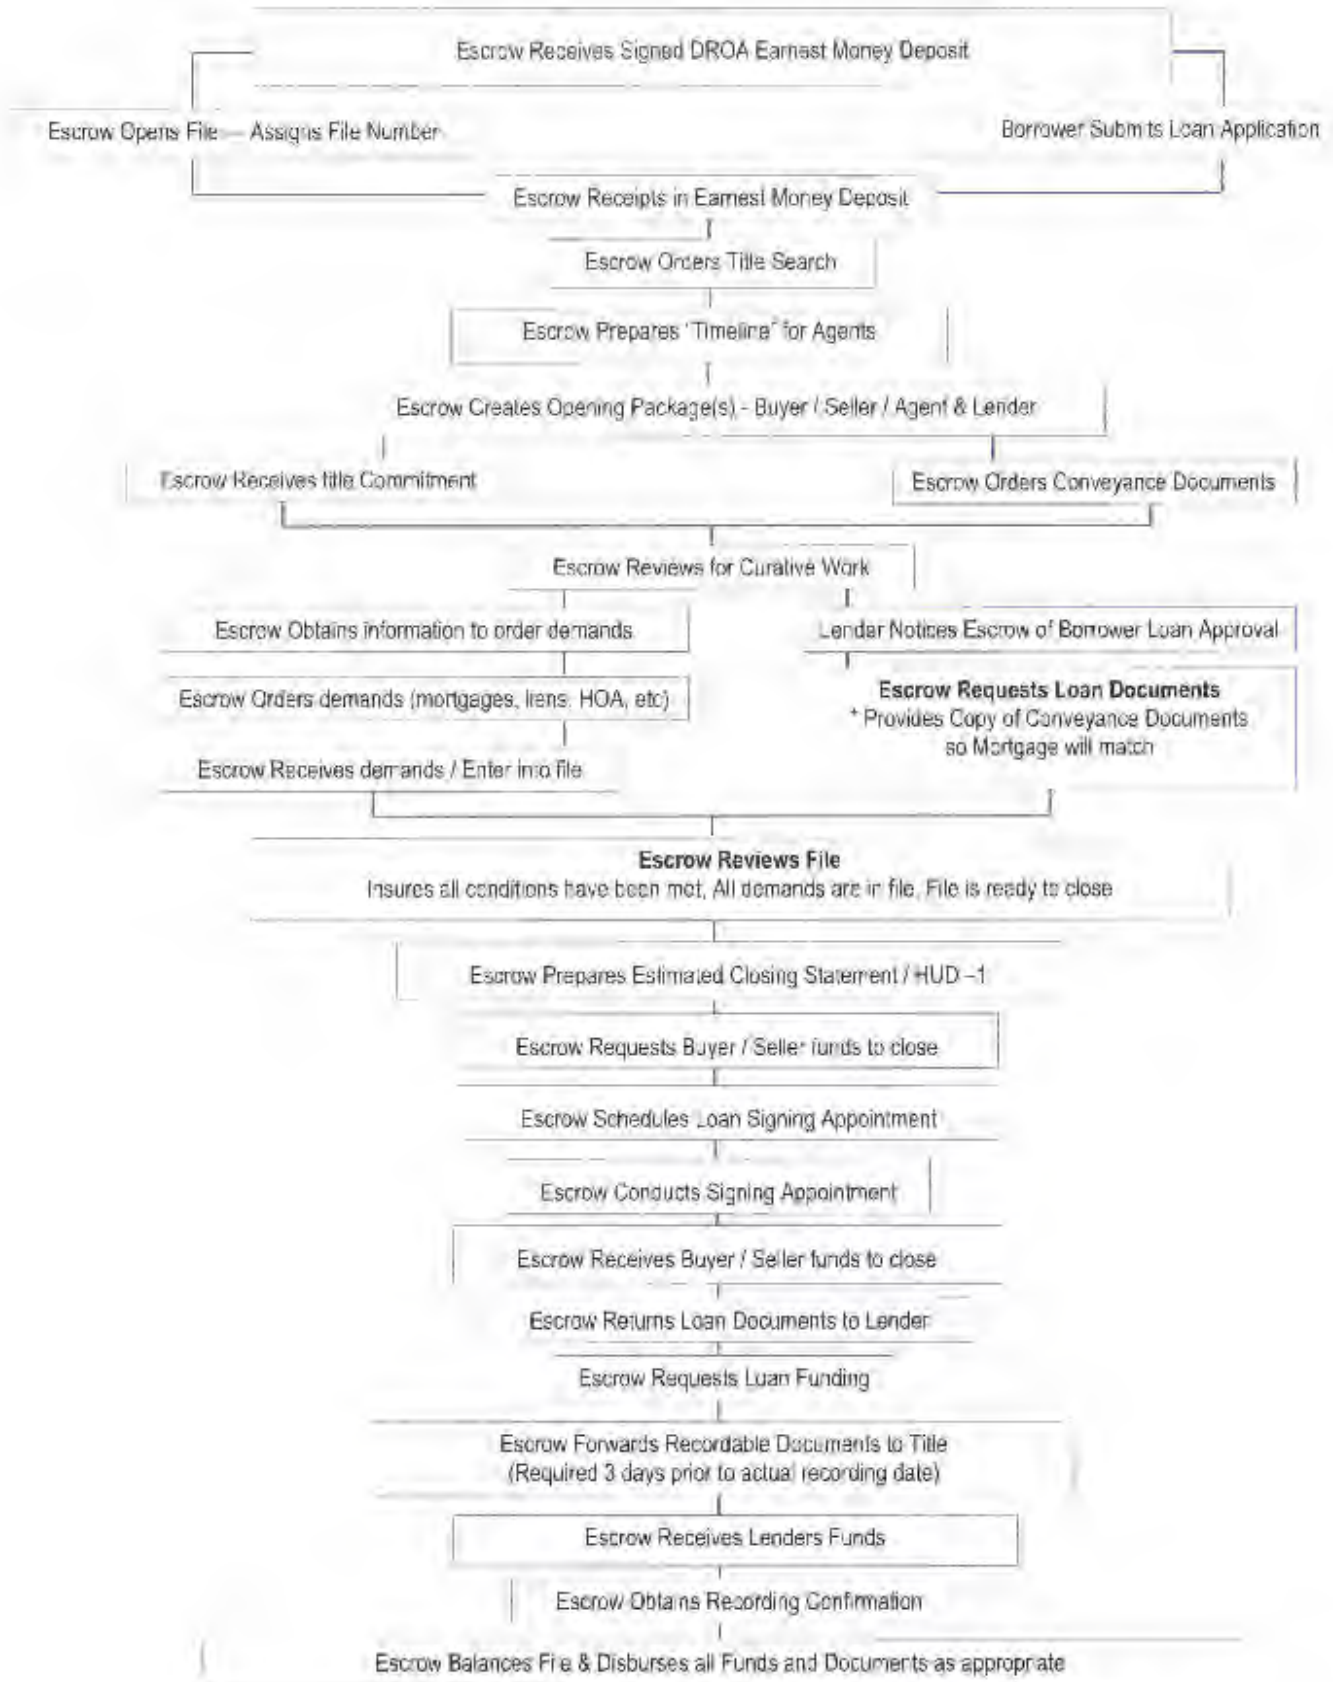 Escrow Receives Signed DROA Earnest Money Deposit
Escrow Opens File — Assigns File Number
Borrower Submits Loan Application
Escrow Receipts in Earnest Money Deposit
Escrow Orders Title Search
Escrow Prepares "Timeline" for Agents
Escrow Creates Opening Package(s) - Buyer / Seller / Agent & Lender
Escrow Receives title Commitment
Escrow Orders Conveyance Documents
Escrow Reviews for Curative Work
Escrow Obtains information to order demands
Lender Notices Escrow of Borrower Loan Approval
Escrow Orders demands (mortgages, liens, HOA, etc)
Escrow Requests Loan Documents
* Provides Copy of Conveyance Documents
so Mortgage will match
Escrow Receives demands / Enter into file
Escrow Reviews File
Insures all conditions have been met, All demands are in file, File is ready to close
Escrow Prepares Estimated Closing Statement / HUD –1
Escrow Requests Buyer / Seller funds to close
Escrow Schedules Loan Signing Appointment
Escrow Conducts Signing Appointment
Escrow Receives Buyer / Seller funds to close
Escrow Returns Loan Documents to Lender
Escrow Requests Loan Funding
Escrow Forwards Recordable Documents to Title
(Required 3 days prior to actual recording date)
Escrow Receives Lenders Funds
Escrow Obtains Recording Confirmation
Escrow Balances File & Disburses all Funds and Documents as appropriate